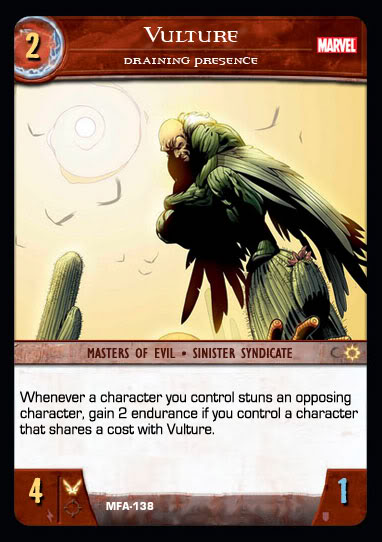 2
VULTURE
DRAINING PRESENCE
MARVEL
MASTERS OF EVIL • SINISTER SYNDICATE
C
Whenever a character you control stuns an opposing
character, gain 2 endurance if you control a character
that shares a cost with Vulture.
4
MFA-138
1